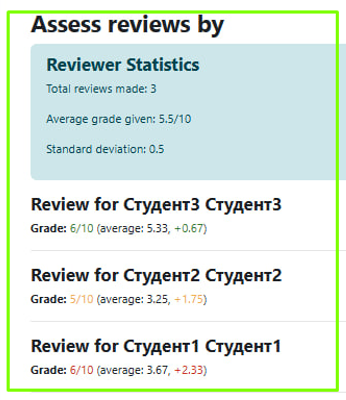 Assess reviews by
Reviewer Statistics
Total reviews made: 3
Average grade given: 5.5/10
Standard deviation: 0.5
Review for Студент3 Студент3
Grade: 6/10 (average: 5.33, +0.67)
Review for Студент2 Студент2
Grade: 5/10 (average: 3.25, +1.75)
Review for Студент1 Студент1
Grade: 6/10 (average: 3.67, +2.33)